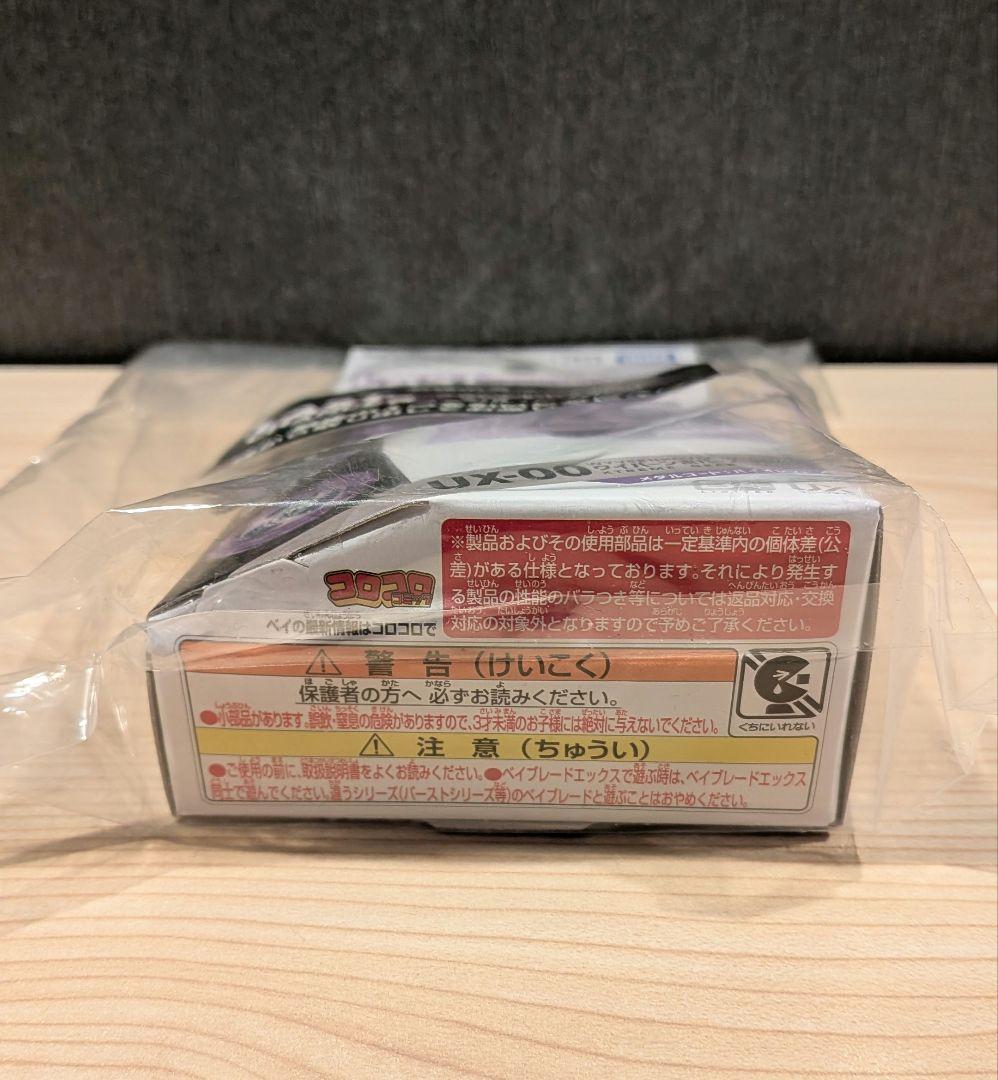 UX-00
コロコロ
コミック
ベイの最新情報はコロコロで
※製品およびその使用部品は一定基準内の個体差(公
差)がある仕様となっております。それにより発生す
る製品の性能のバラつき等については返品対応・交換
対応の対象外となりますので予めご了承ください。
⚠ 警告(けいこく)
保護者の方へ 必ずお読みください。
●小部品があります。誤飲・窒息の危険がありますので、3才未満のお子様には絶対に与えないでください。
くちにいれない
⚠ 注意(ちゅうい)
●ご使用の前に、取扱説明書をよくお読みください。●ベイブレードエックスで遊ぶ時は、ベイブレードエックス
同士で遊んでください。違うシリーズ(バーストシリーズ等)のベイブレードと遊ぶことはおやめください。